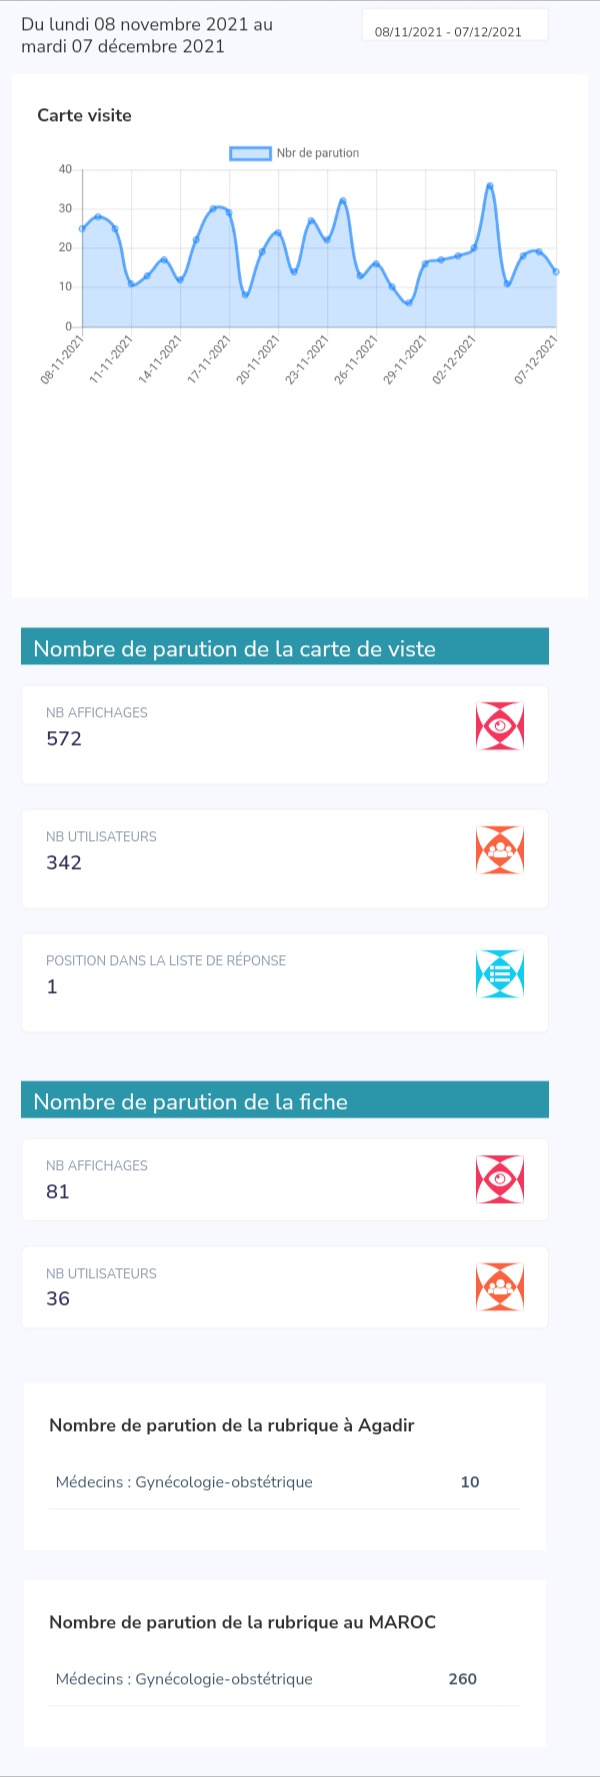 Du lundi 08 novembre 2021 au
mardi 07 décembre 2021
08/11/2021 - 07/12/2021
Carte visite
Nbr de parution
40
30
20
10
0
08-11-2021
11-11-2021
14-11-2021
17-11-2021
20-11-2021
23-11-2021
26-11-2021
29-11-2021
02-12-2021
07-12-2021
Nombre de parution de la carte de viste
NB AFFICHAGES
572
NB UTILISATEURS
342
POSITION DANS LA LISTE DE RÉPONSE
1
Nombre de parution de la fiche
NB AFFICHAGES
81
NB UTILISATEURS
36
Nombre de parution de la rubrique à Agadir
Médecins : Gynécologie-obstétrique 10
Nombre de parution de la rubrique au MAROC
Médecins : Gynécologie-obstétrique 260